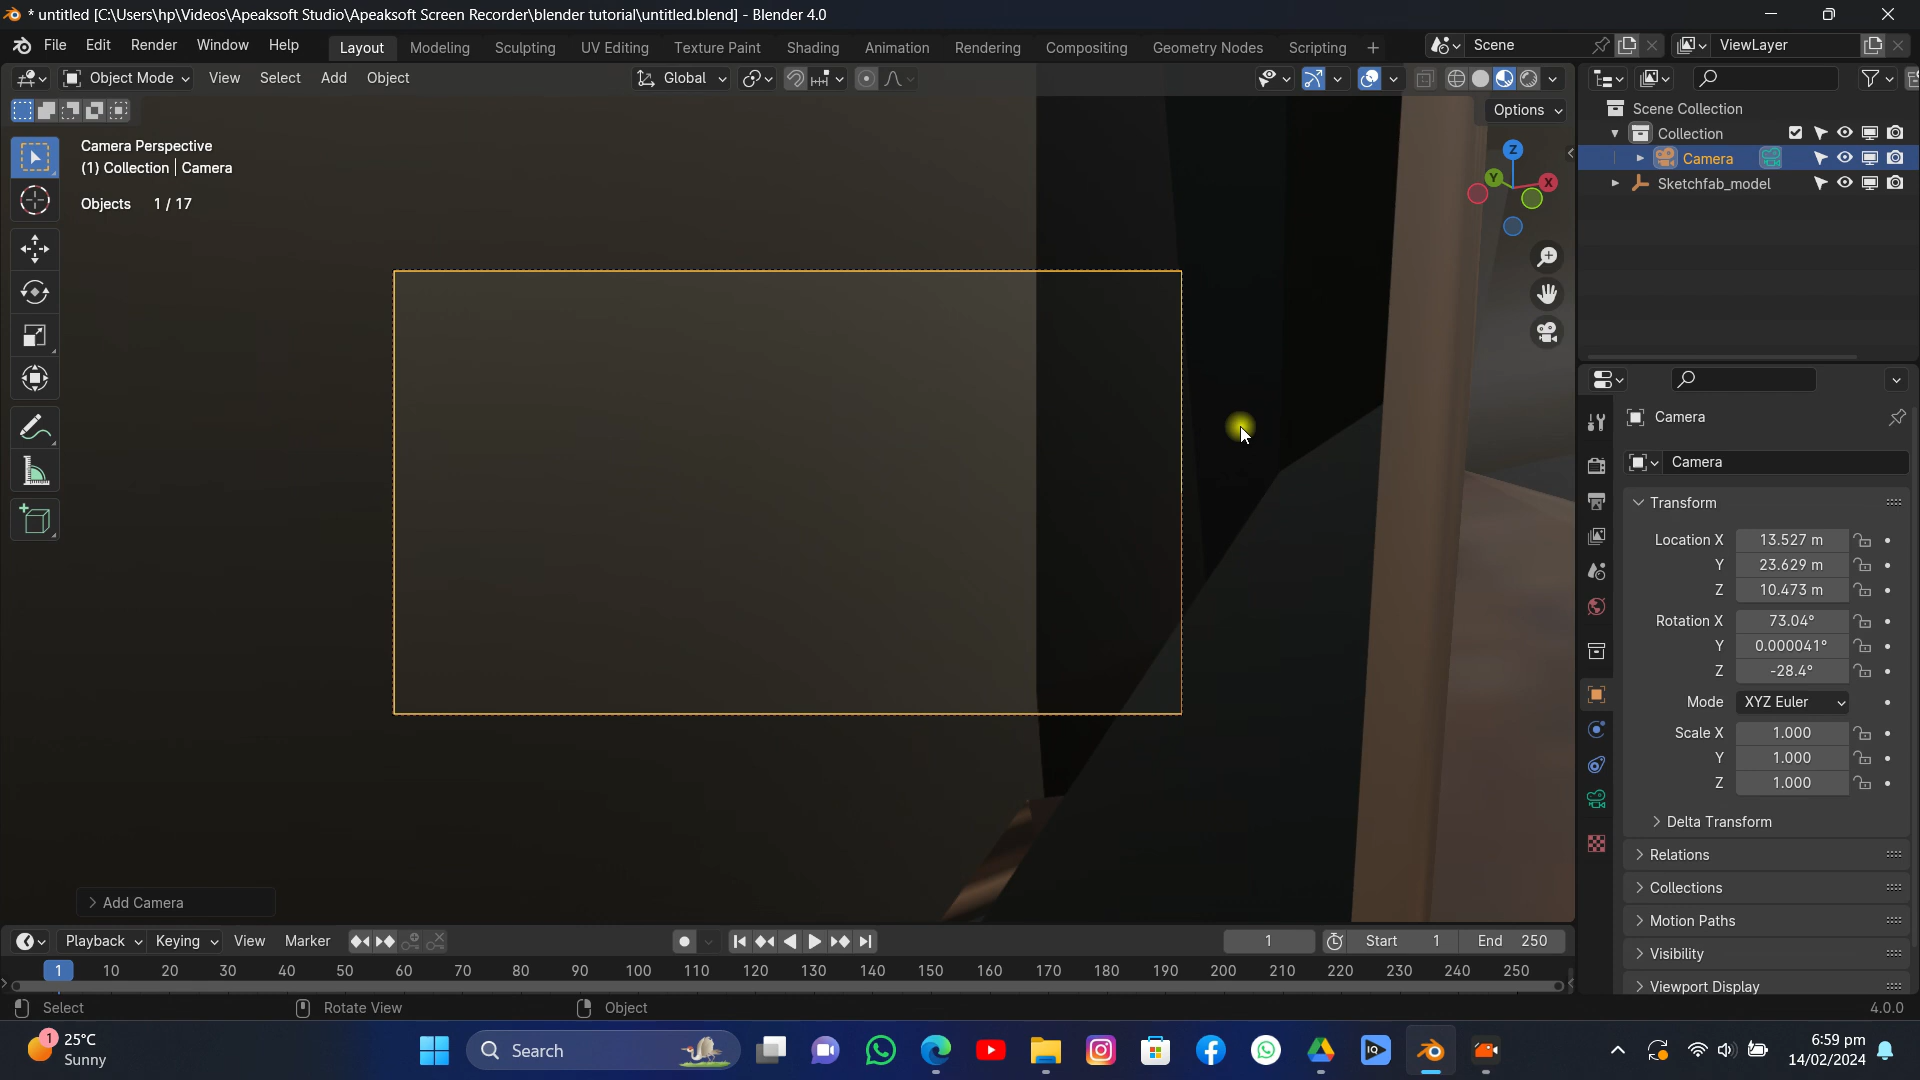 * untitled [C:\Users\hp\Videos\Apeaksoft Studio\Apeaksoft Screen Recorder\blender tutorial\untitled.blend] - Blender 4.0
File Edit Render Window Help Layout Modeling Sculpting UV Editing Texture Paint Shading Animation Rendering Compositing Geometry Nodes Scripting + Scene ViewLayer
Object Mode View Select Add Object Global
Options
Camera Perspective
(1) Collection | Camera
Objects 1 / 17
Z
Y
X
Scene Collection
Collection
Camera
Sketchfab_model
Camera
Camera
Transform
Location X 13.527 m
Y 23.629 m
Z 10.473 m
Rotation X 73.04°
Y 0.000041°
Z -28.4°
Mode XYZ Euler
Scale X 1.000
Y 1.000
Z 1.000
Delta Transform
Relations
Collections
Motion Paths
Visibility
Viewport Display
Add Camera
Playback Keying View Marker 1 Start 1 End 250
1 10 20 30 40 50 60 70 80 90 100 110 120 130 140 150 160 170 180 190 200 210 220 230 240 250
Select Rotate View Object 4.0.0
1 25°C
Sunny
Search
IQ
6:59 pm
14/02/2024